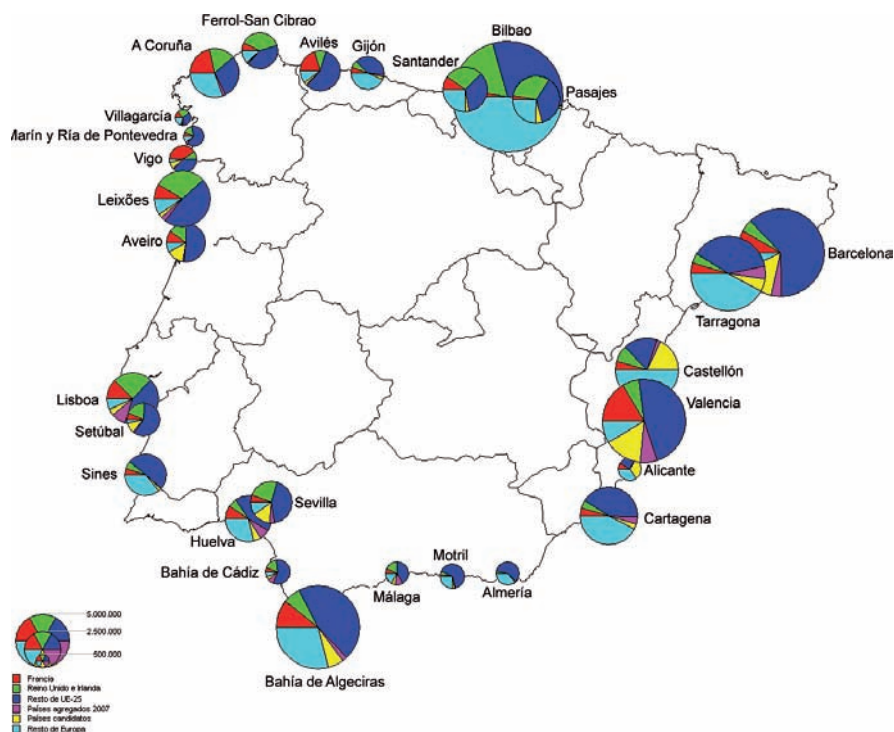 Ferrol-San Cibrao
Bilbao
A Coruña
Avilés
Gijón
Santander
Pasajes
Villagarcía
Marín y Ría de Pontevedra
Vigo
Leixões
Aveiro
Barcelona
Tarragona
Castellón
Lisboa
Valencia
Setúbal
Alicante
Sines
Sevilla
Cartagena
Huelva
Bahía de Cádiz
Málaga
Motril
Almería
Bahía de Algeciras
5.000.000
2.500.000
500.000
Francia
Reino Unido e Irlanda
Resto de UE-25
Países agregados 2007
Países candidatos
Resto de Europa